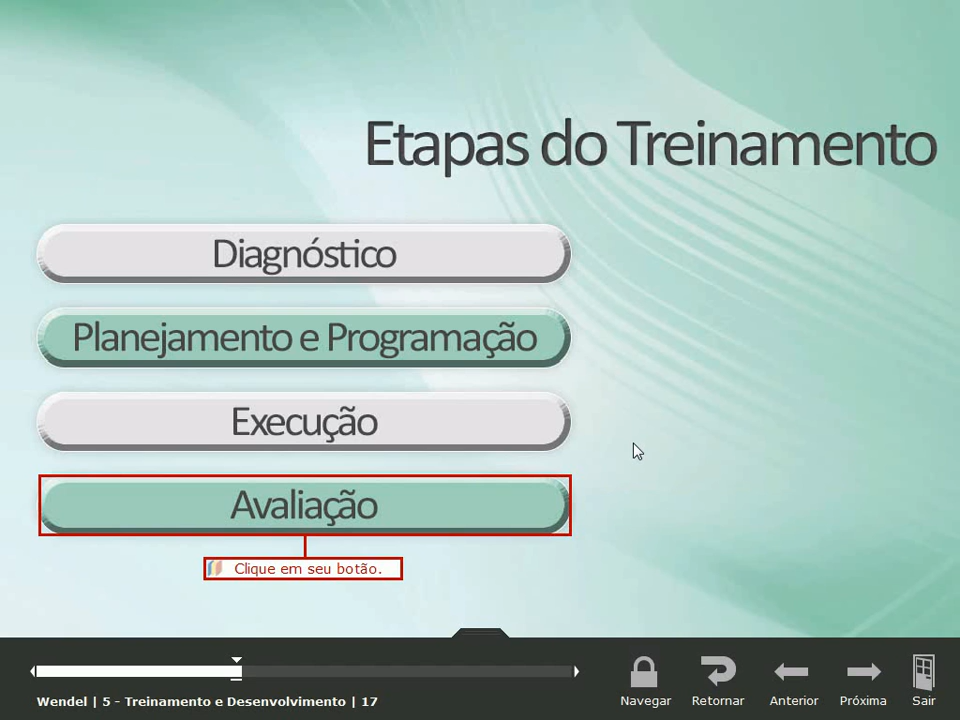 Etapas do Treinamento
Diagnóstico
Planejamento e Programação
Execução
Avaliação
Clique em seu botão.
Wendel | 5 - Treinamento e Desenvolvimento | 17
Navegar
Retornar
Anterior
Próxima
Sair